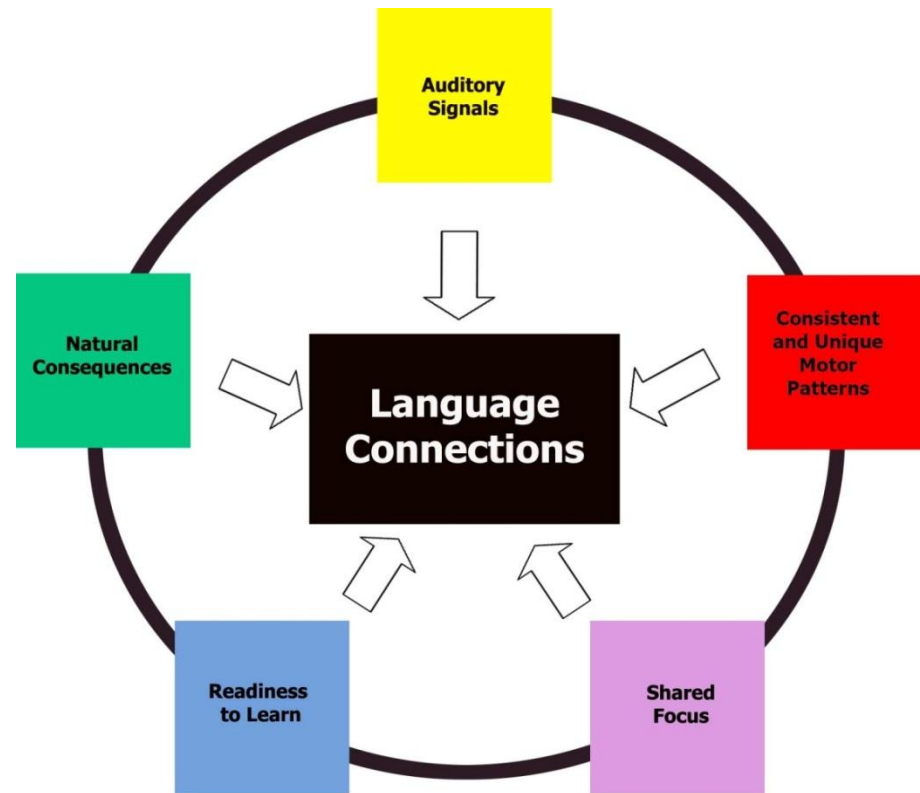 Auditory
Signals
Natural
Consequences
Consistent
and Unique
Motor
Patterns
Language
Connections
Readiness
to Learn
Shared
Focus